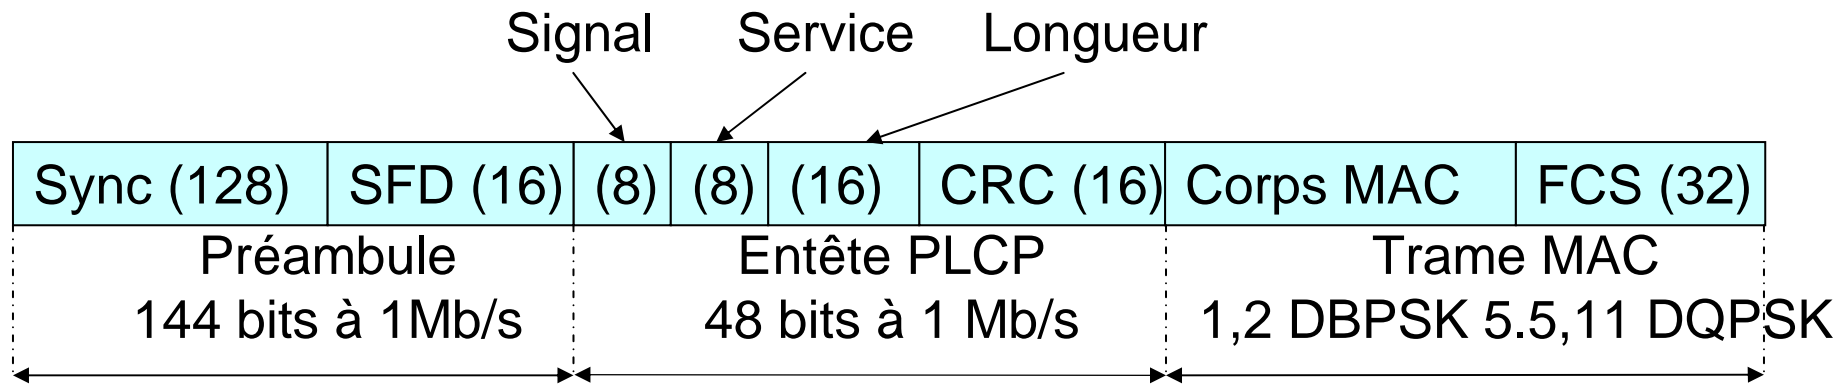 Signal Service Longueur
Sync (128) SFD (16) (8) (8) (16) CRC (16) Corps MAC FCS (32)
Préambule Entête PLCP Trame MAC
144 bits à 1Mb/s 48 bits à 1 Mb/s 1,2 DBPSK 5.5,11 DQPSK